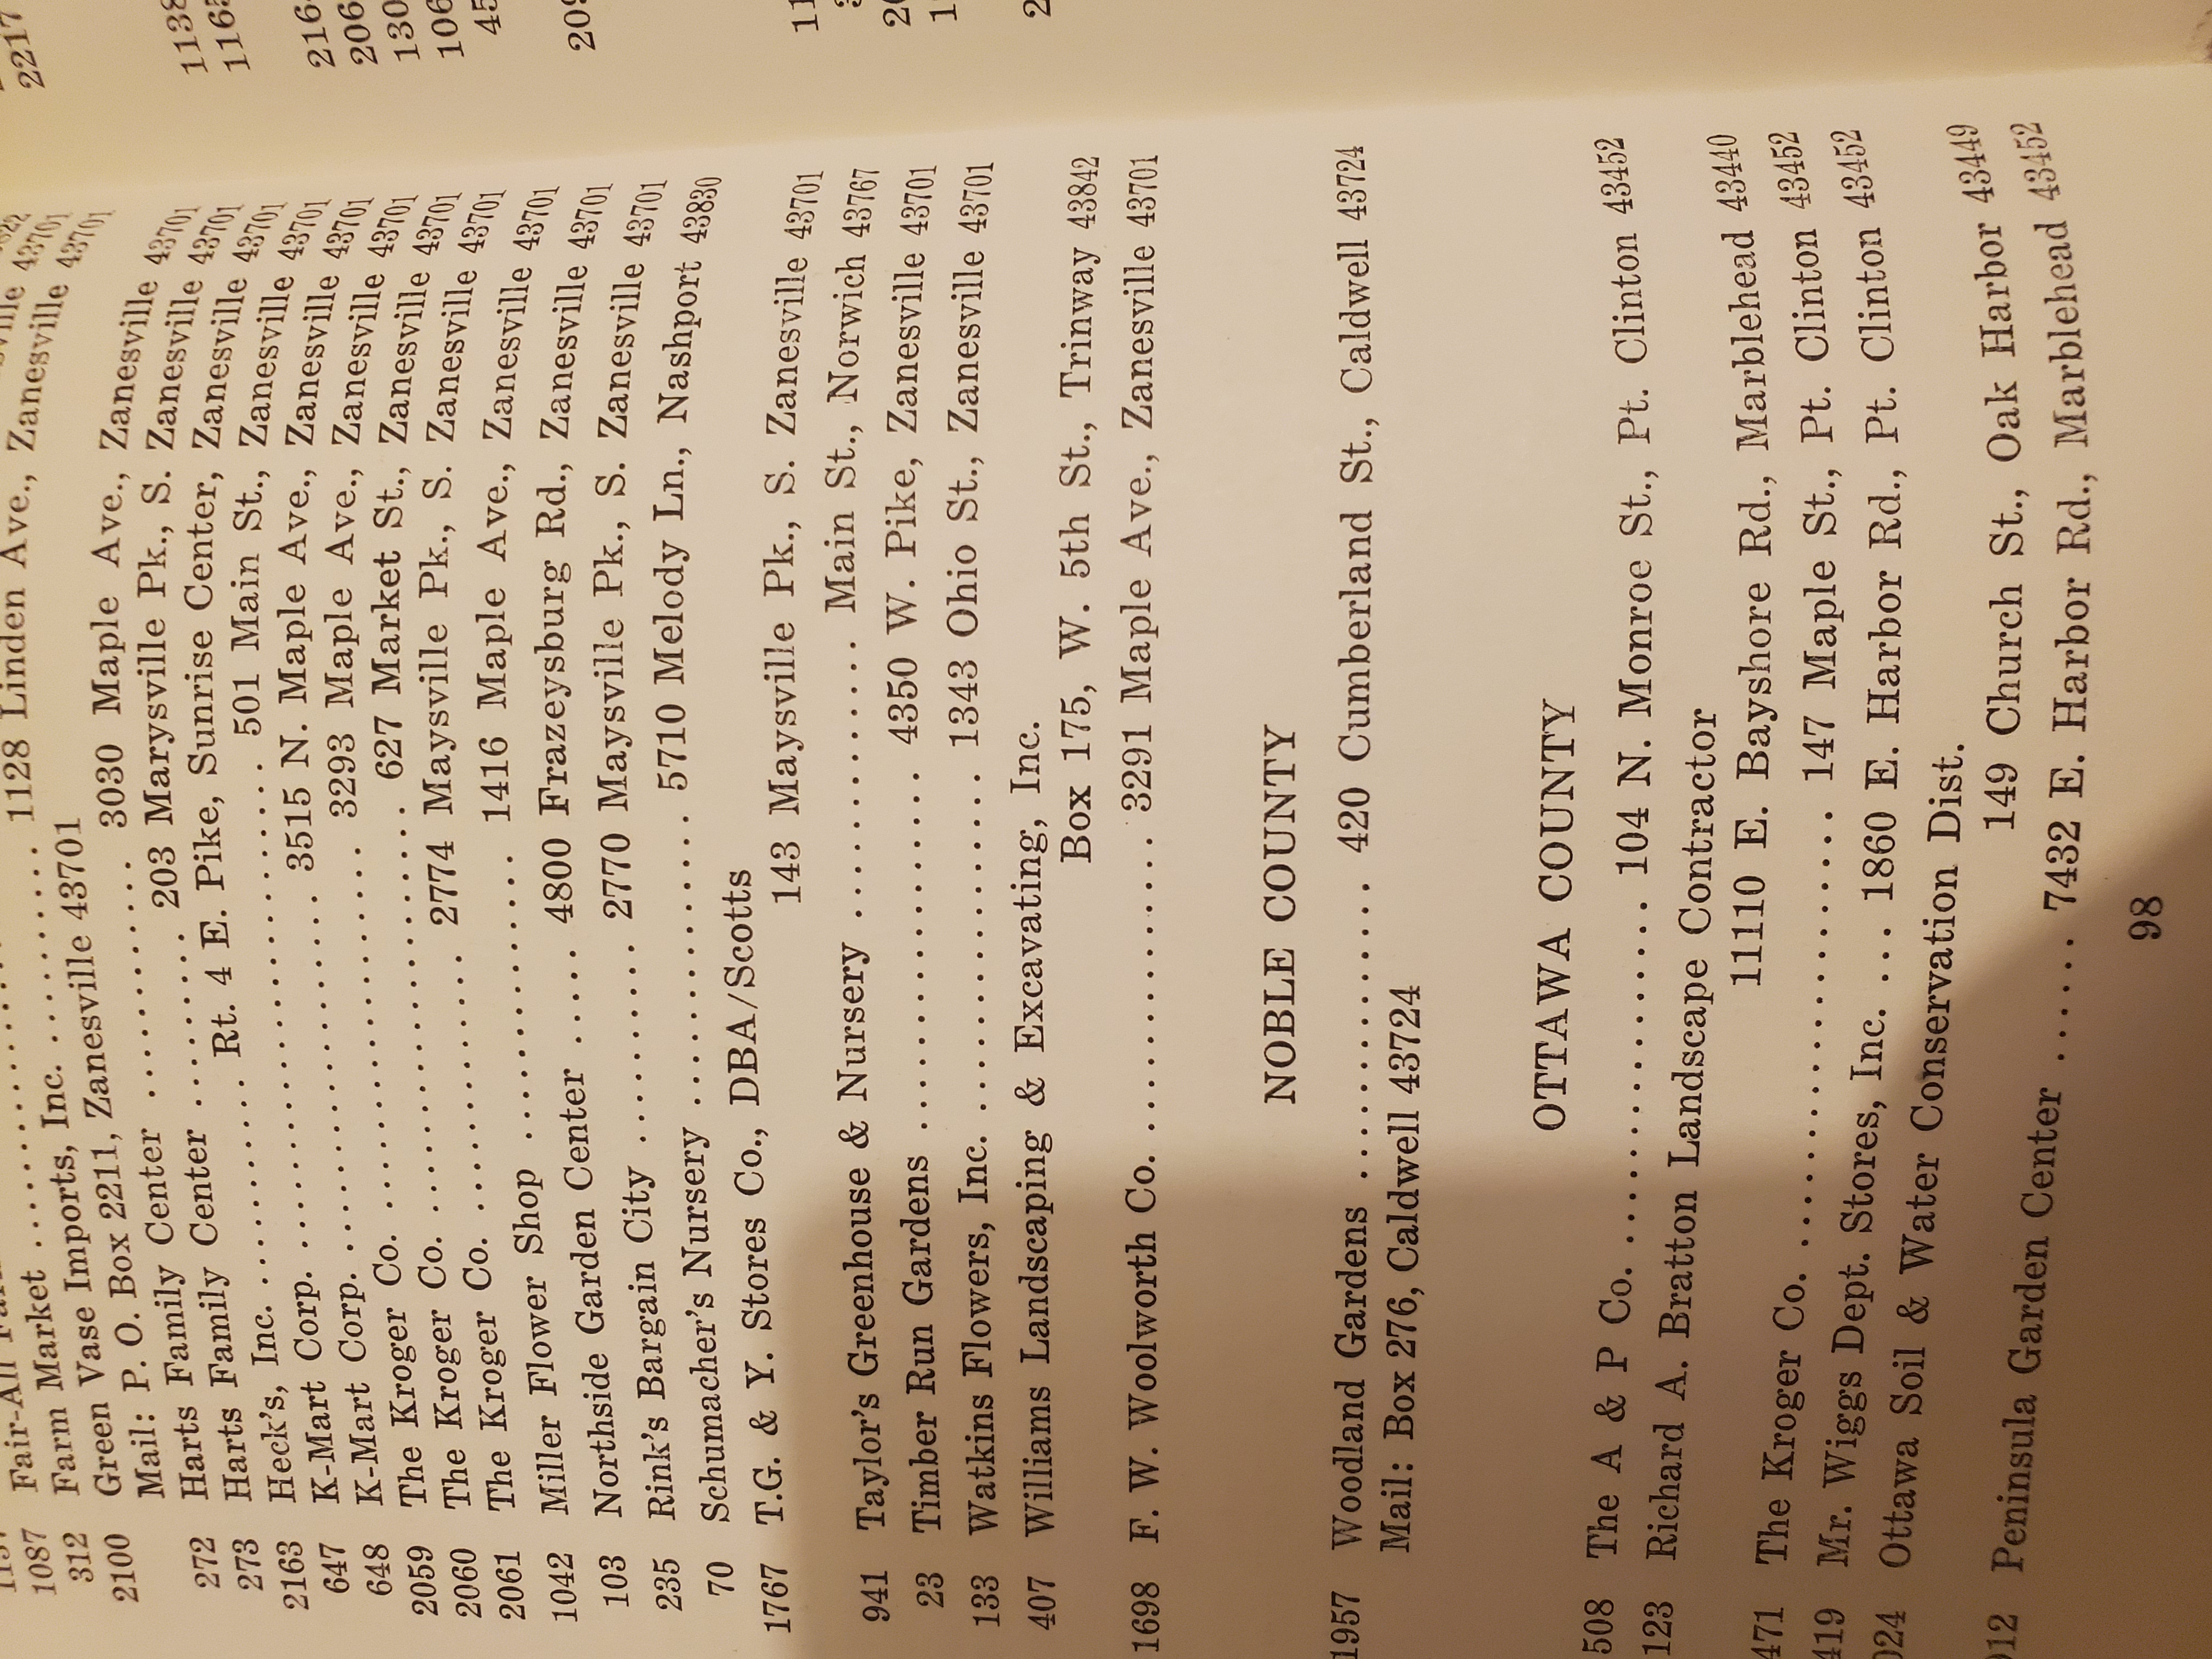 1087 Fair-All
312 Farm Market 43701
2100 Green Vase Imports, Inc. ........ 1128 Linden Ave., Zanesville 43701
Mail: P. O. Box 2211, Zanesville 43701
272 Harts Family Center .......... 3030 Maple Ave., Zanesville 43701
273 Harts Family Center ....... 203 Marysville Pk., S. Zanesville 43701
2163 Heck's, Inc. .......... Rt. 4 E. Pike, Sunrise Center, Zanesville 43701
647 K-Mart Corp. .................... 501 Main St., Zanesville 43701
648 K-Mart Corp. ................ 3515 N. Maple Ave., Zanesville 43701
2059 The Kroger Co. ................ 3293 Maple Ave., Zanesville 43701
2060 The Kroger Co. ................ 627 Market St., Zanesville 43701
2061 The Kroger Co. ............ 2774 Maysville Pk., S. Zanesville 43701
1042 Miller Flower Shop .............. 1416 Maple Ave., Zanesville 43701
103 Northside Garden Center ..... 4800 Frazeysburg Rd., Zanesville 43701
235 Rink's Bargain City ......... 2770 Maysville Pk., S. Zanesville 43701
70 Schumacher's Nursery .............. 5710 Melody Ln., Nashport 43830
1767 T.G. & Y. Stores Co., DBA/Scotts
143 Maysville Pk., S. Zanesville 43701
941 Taylor's Greenhouse & Nursery .............. Main St., Norwich 43767
23 Timber Run Gardens ................. 4350 W. Pike, Zanesville 43701
133 Watkins Flowers, Inc. ................ 1343 Ohio St., Zanesville 43701
407 Williams Landscaping & Excavating, Inc.
Box 175, W. 5th St., Trinway 43842
1698 F. W. Woolworth Co. ............... 3291 Maple Ave., Zanesville 43701
NOBLE COUNTY
1957 Woodland Gardens .............. 420 Cumberland St., Caldwell 43724
Mail: Box 276, Caldwell 43724
OTTAWA COUNTY
508 The A & P Co. .................. 104 N. Monroe St., Pt. Clinton 43452
123 Richard A. Bratton Landscape Contractor
11110 E. Bayshore Rd., Marblehead 43440
471 The Kroger Co. ..................... 147 Maple St., Pt. Clinton 43452
419 Mr. Wiggs Dept. Stores, Inc. .... 1860 E. Harbor Rd., Pt. Clinton 43452
024 Ottawa Soil & Water Conservation Dist.
149 Church St., Oak Harbor 43449
012 Peninsula Garden Center ...... 7432 E. Harbor Rd., Marblehead 43452
98
2217